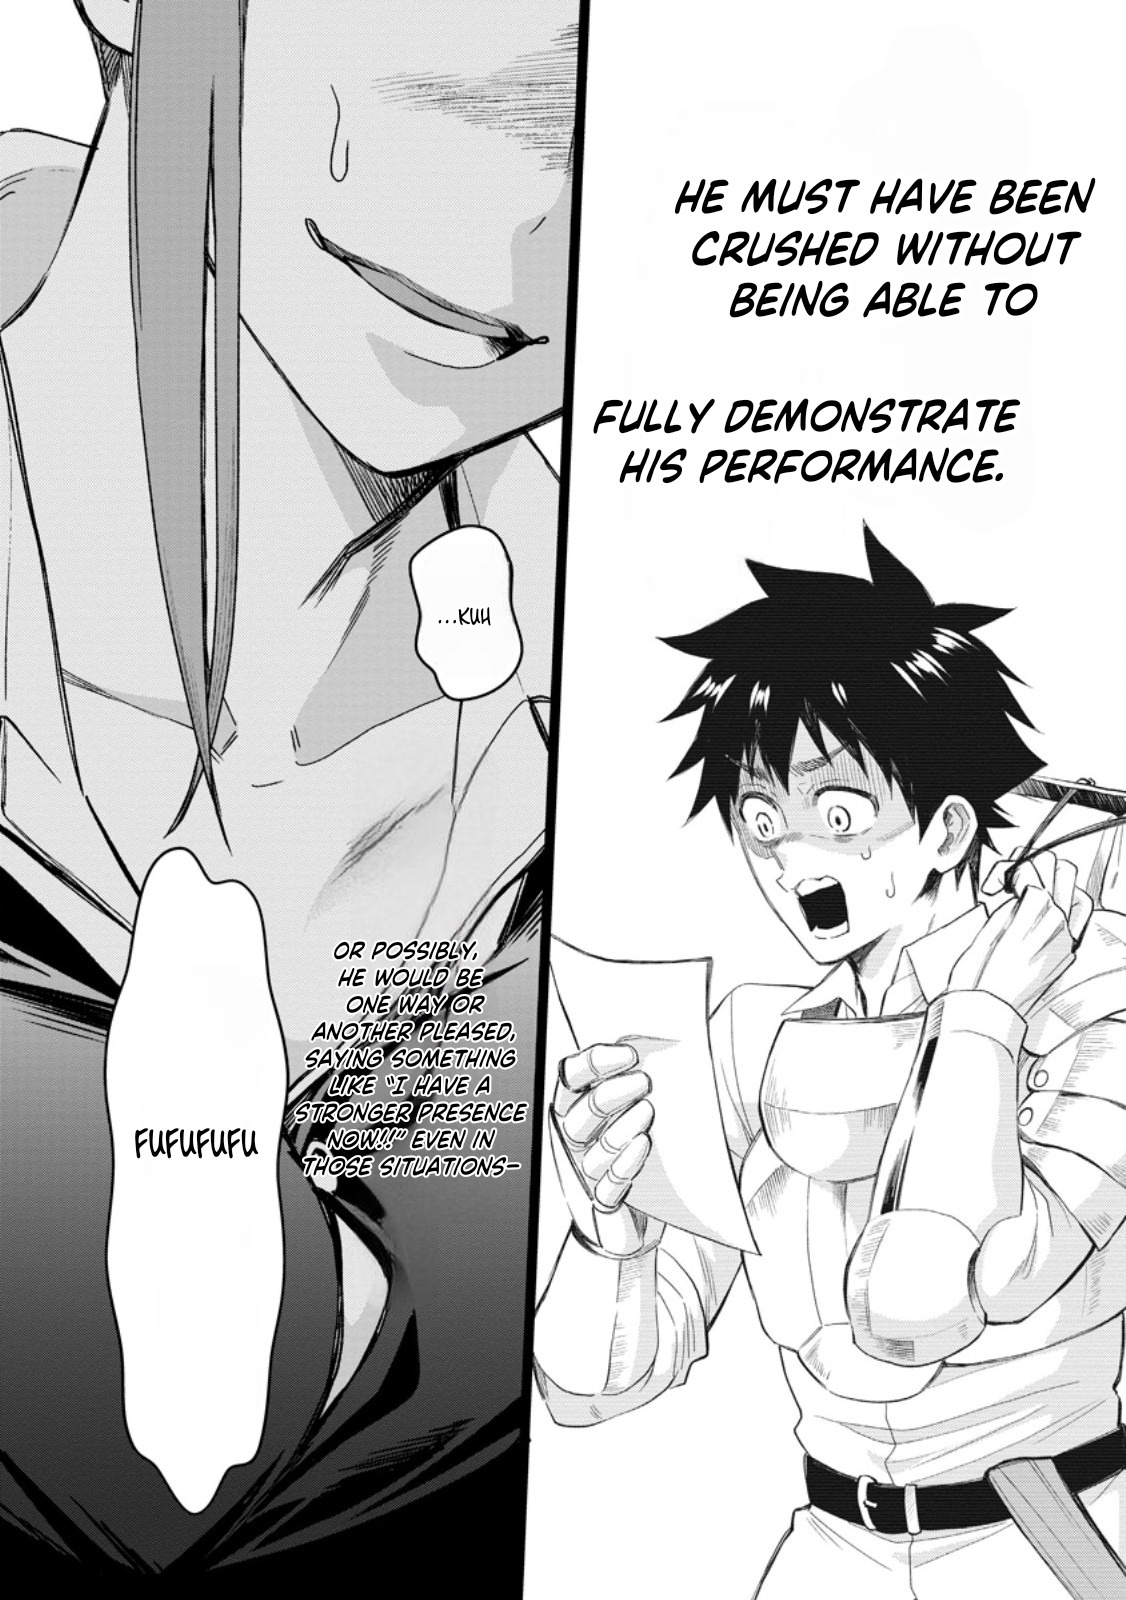 HE MUST HAVE BEEN
CRUSHED WITHOUT
BEING ABLE TO
FULLY DEMONSTRATE
HIS PERFORMANCE.
...KUH
OR POSSIBLY,
HE WOULD BE
ONE WAY OR
ANOTHER PLEASED,
SAYING SOMETHING
LIKE "I HAVE A
STRONGER PRESENCE
NOW!!" EVEN IN
THOSE SITUATIONS-
FUFUFUFU